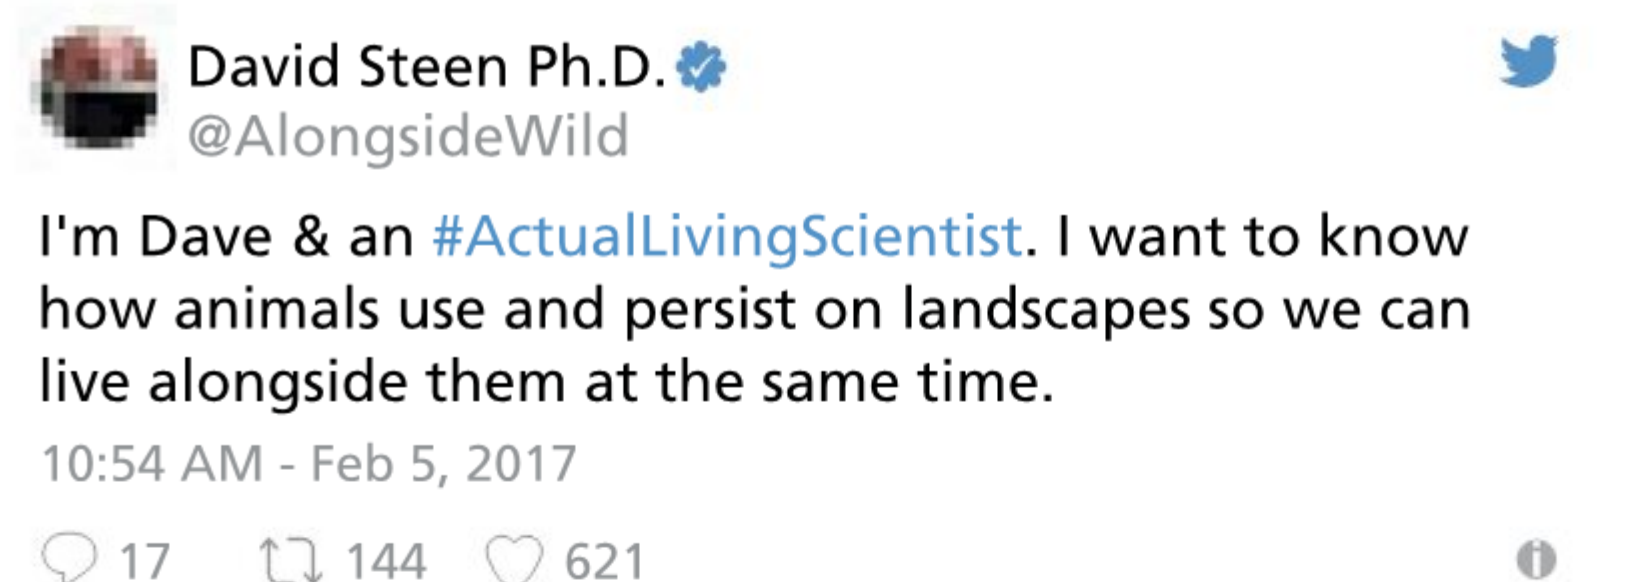 David Steen Ph.D.
@AlongsideWild
I'm Dave & an #ActualLivingScientist. I want to know
how animals use and persist on landscapes so we can
live alongside them at the same time.
10:54 AM - Feb 5, 2017
17 144 621